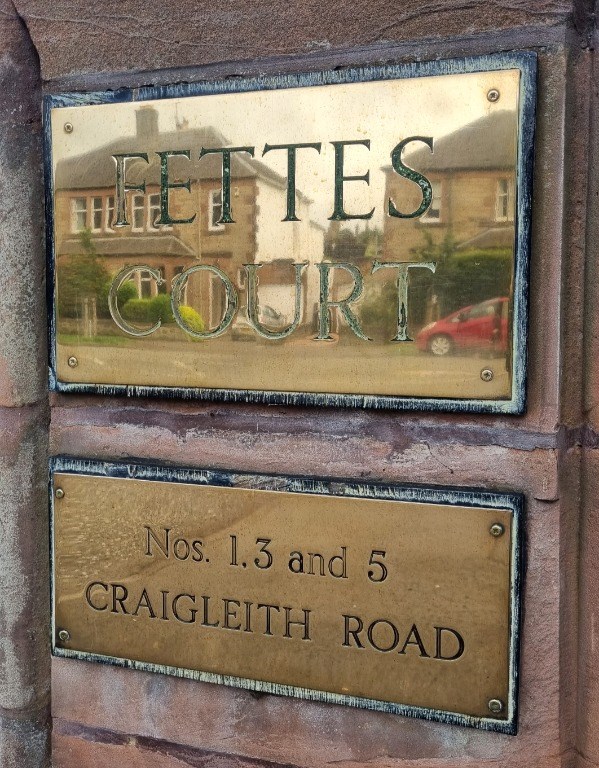 FETTES
COURT
Nos. 1,3 and 5
CRAIGLEITH ROAD